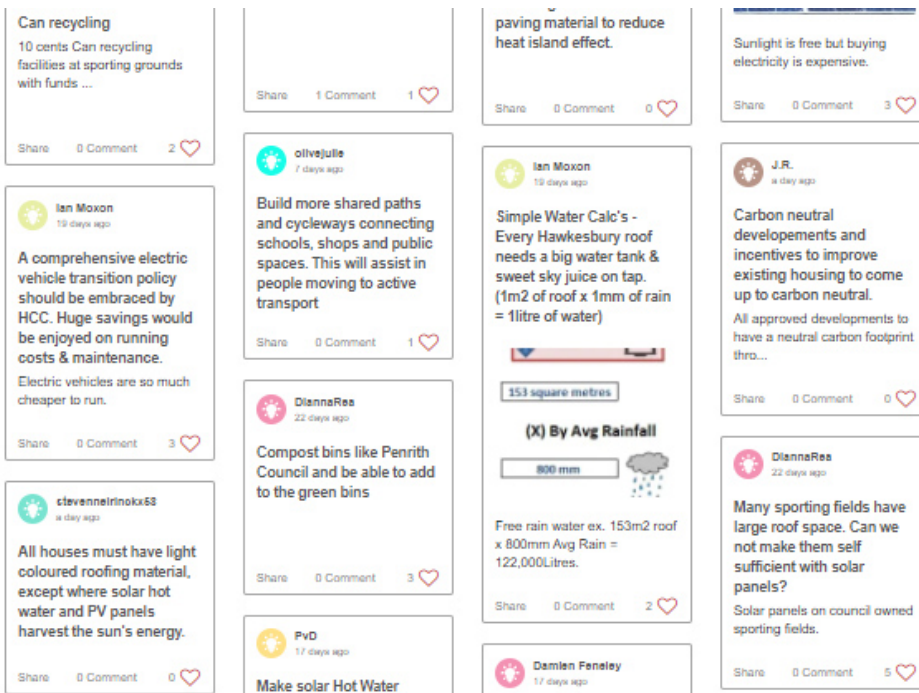 Can recycling
10 cents Can recycling
facilities at sporting grounds
with funds ...
Share 0 Comment 2
Ian Moxon
19 days ago
A comprehensive electric
vehicle transition policy
should be embraced by
HCC. Huge savings would
be enjoyed on running
costs & maintenance.
Electric vehicles are so much
cheaper to run.
Share 0 Comment 3
stevenneirinckx53
a day ago
All houses must have light
coloured roofing material,
except where solar hot
water and PV panels
harvest the sun's energy.
Share 0 Comment 0
Share 1 Comment 1
olivejulie
7 days ago
Build more shared paths
and cycleways connecting
schools, shops and public
spaces. This will assist in
people moving to active
transport
Share 0 Comment 1
DiannaRea
22 days ago
Compost bins like Penrith
Council and be able to add
to the green bins
Share 0 Comment 3
PvD
17 days ago
Make solar Hot Water
paving material to reduce
heat island effect.
Share 0 Comment 0
Ian Moxon
19 days ago
Simple Water Calc's -
Every Hawkesbury roof
needs a big water tank &
sweet sky juice on tap.
(1m2 of roof x 1mm of rain
= 1litre of water)
153 square metres
(X) By Avg Rainfall
800 mm
Free rain water ex. 153m2 roof
x 800mm Avg Rain =
122,000Litres.
Share 0 Comment 2
Damien Feneley
17 days ago
Sunlight is free but buying
electricity is expensive.
Share 0 Comment 3
J.R.
a day ago
Carbon neutral
developements and
incentives to improve
existing housing to come
up to carbon neutral.
All approved developments to
have a neutral carbon footprint
thro...
Share 0 Comment 0
DiannaRea
22 days ago
Many sporting fields have
large roof space. Can we
not make them self
sufficient with solar
panels?
Solar panels on council owned
sporting fields.
Share 0 Comment 5